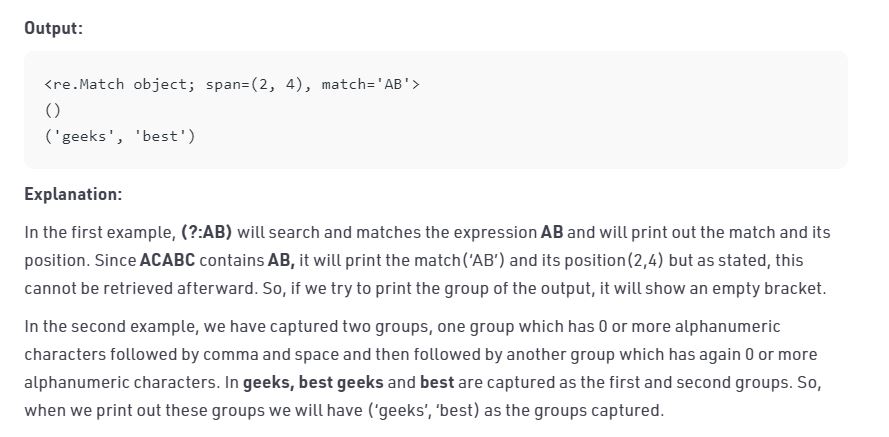 Output:
<re.Match object; span=(2, 4), match='AB'>
()
('geeks', 'best')
Explanation:
In the first example, (?:AB) will search and matches the expression AB and will print out the match and its
position. Since ACABC contains AB, it will print the match(‘AB’) and its position(2,4) but as stated, this
cannot be retrieved afterward. So, if we try to print the group of the output, it will show an empty bracket.
In the second example, we have captured two groups, one group which has 0 or more alphanumeric
characters followed by comma and space and then followed by another group which has again 0 or more
alphanumeric characters. In geeks, best geeks and best are captured as the first and second groups. So,
when we print out these groups we will have (‘geeks’, ‘best) as the groups captured.